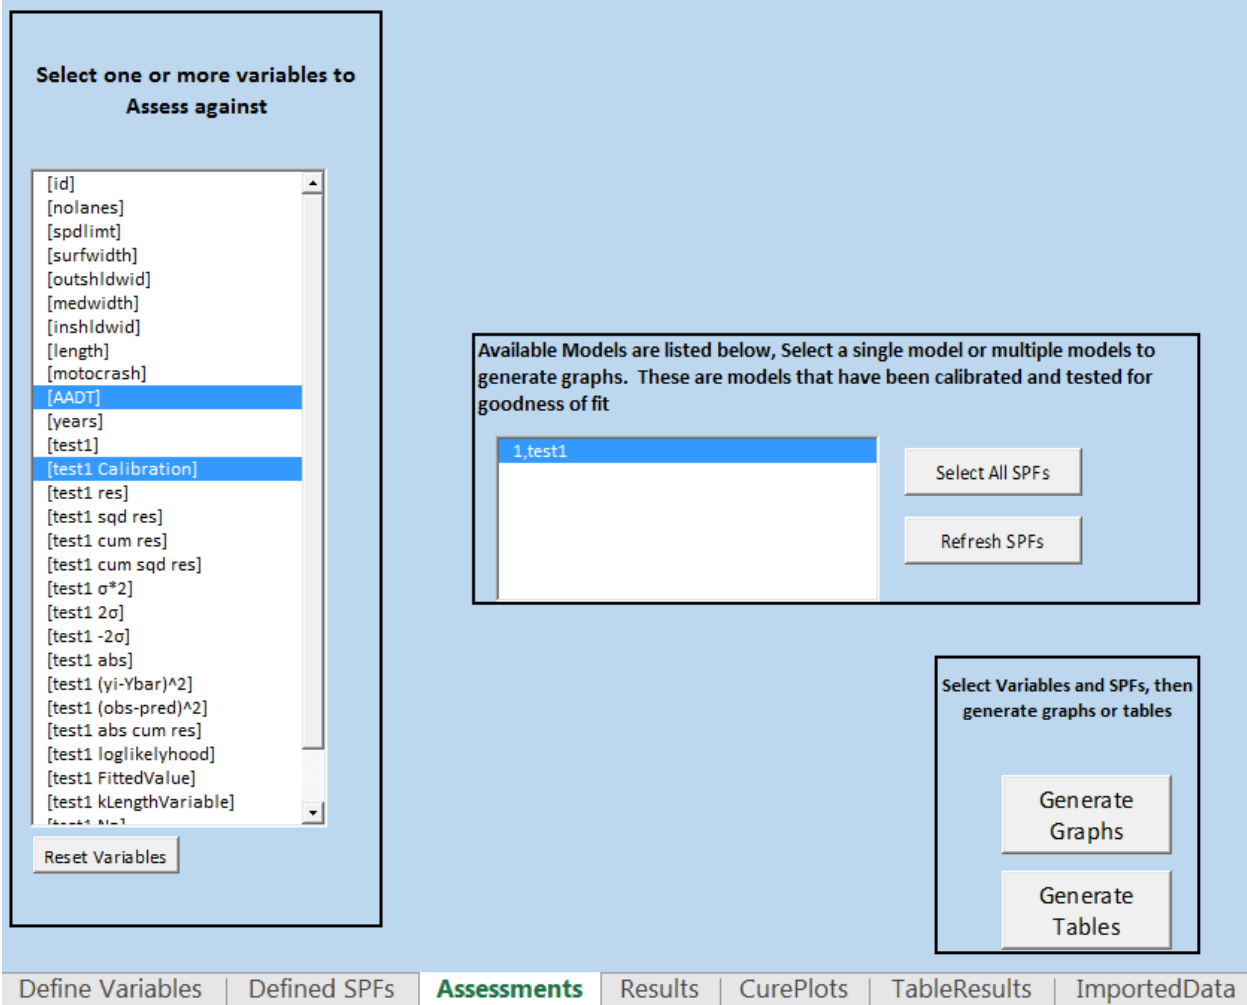 Select one or more variables to
Assess against
[id]
[nolanes]
[spdlimt]
[surfwidth]
[outshldwid]
[medwidth]
[inshldwid]
[length]
[motocrash]
[AADT]
[years]
[test1]
[test1 Calibration]
[test1 res]
[test1 sqd res]
[test1 cum res]
[test1 cum sqd res]
[test1 σ*2]
[test1 2σ]
[test1 -2σ]
[test1 abs]
[test1 (yi-Ybar)^2]
[test1 (obs-pred)^2]
[test1 abs cum res]
[test1 loglikelyhood]
[test1 FittedValue]
[test1 kLengthVariable]
Reset Variables
Available Models are listed below, Select a single model or multiple models to
generate graphs. These are models that have been calibrated and tested for
goodness of fit
1,test1
Select All SPFs
Refresh SPFs
Select Variables and SPFs, then
generate graphs or tables
Generate
Graphs
Generate
Tables
Define Variables
Defined SPFs
Assessments
Results
CurePlots
TableResults
ImportedData